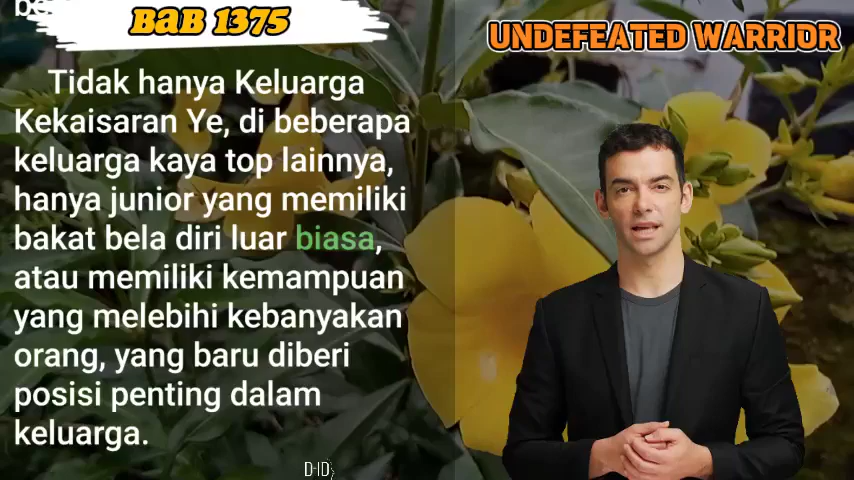 BAB 1375
UNDEFEATED WARRIOR
Tidak hanya Keluarga
Kekaisaran Ye, di beberapa
keluarga kaya top lainnya,
hanya junior yang memiliki
bakat bela diri luar biasa,
atau memiliki kemampuan
yang melebihi kebanyakan
orang, yang baru diberi
posisi penting dalam
keluarga.
D-ID